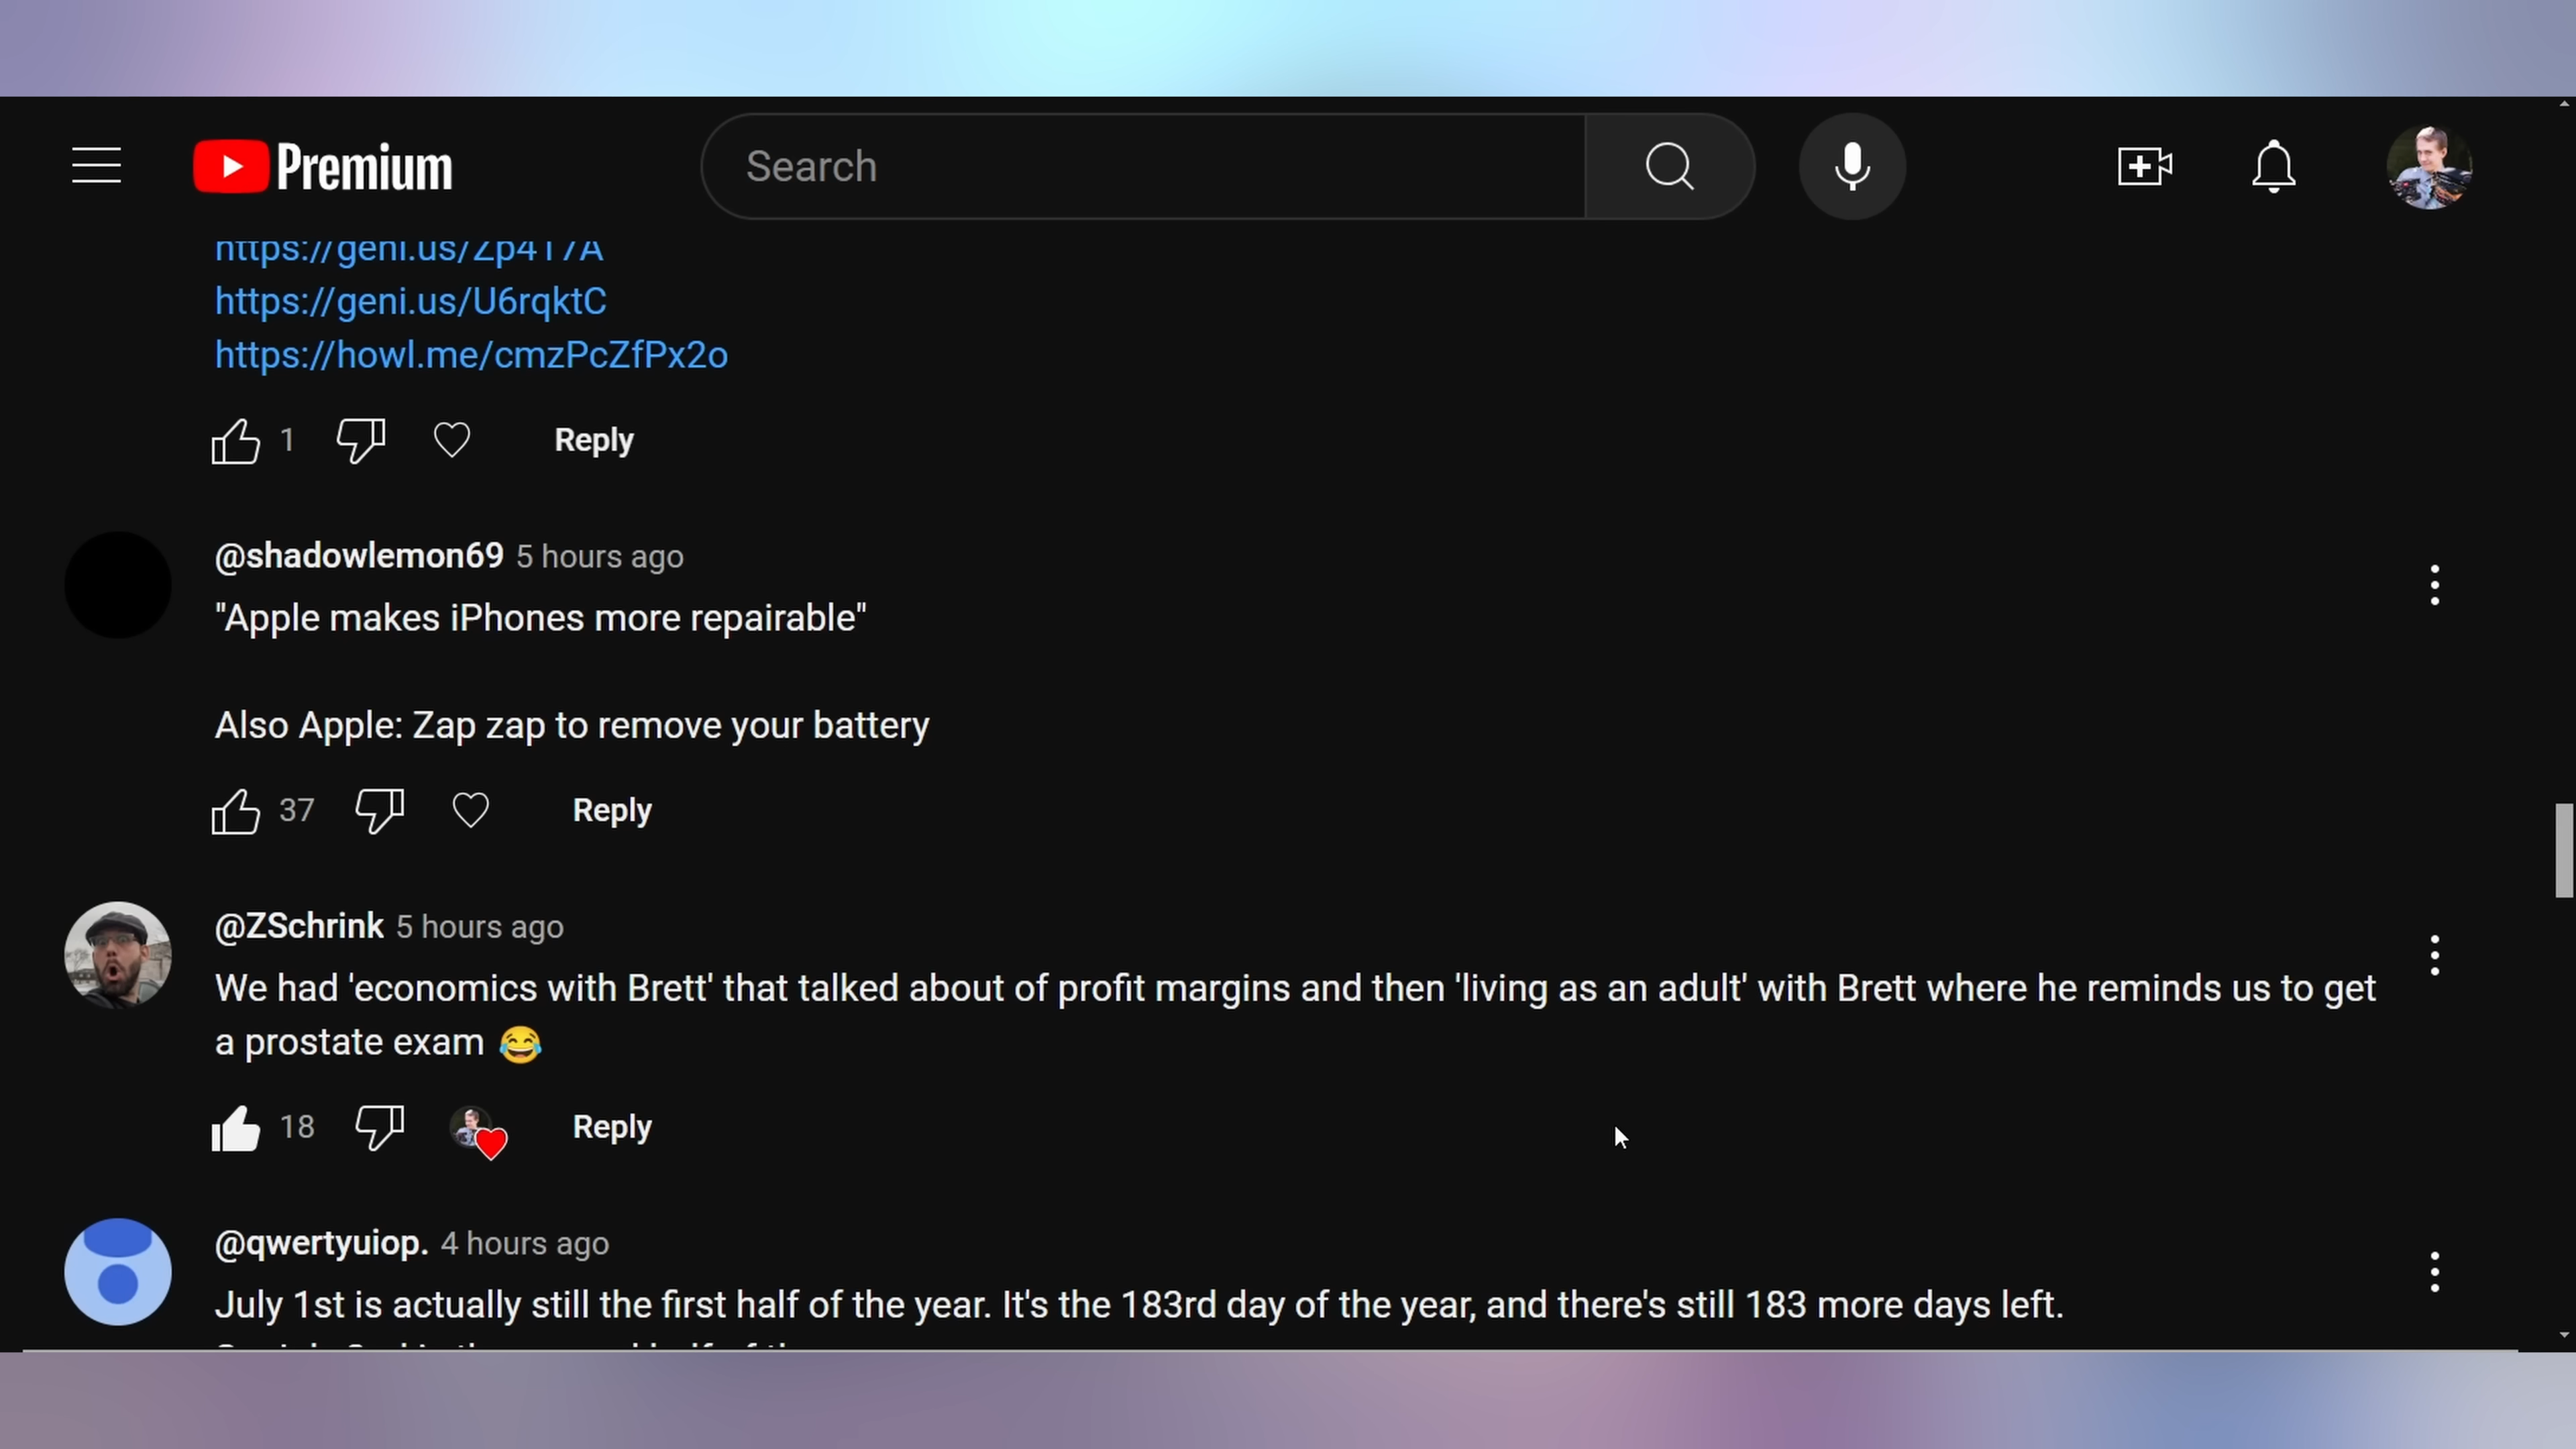 Premium
Search
https://geni.us/Zp417A
https://geni.us/U6rqktC
https://howl.me/cmzPcZfPx2o
1
Reply
@shadowlemon69 5 hours ago
"Apple makes iPhones more repairable"
Also Apple: Zap zap to remove your battery
37
Reply
@ZSchrink 5 hours ago
We had 'economics with Brett' that talked about of profit margins and then 'living as an adult' with Brett where he reminds us to get
a prostate exam 😂
18
Reply
@qwertyuiop. 4 hours ago
July 1st is actually still the first half of the year. It's the 183rd day of the year, and there's still 183 more days left.